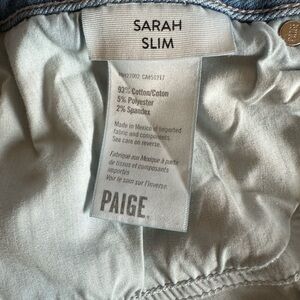 SARAH
SLIM
93% Cotton/Coton
5% Polyester
2% Spandex
Made in Mexico of imported
fabric and components.
See care on reverse.
Fabriqué au Mexique à partir
de tissus et composants
importés
Voir le soin sur l'inverse.
PAIGE